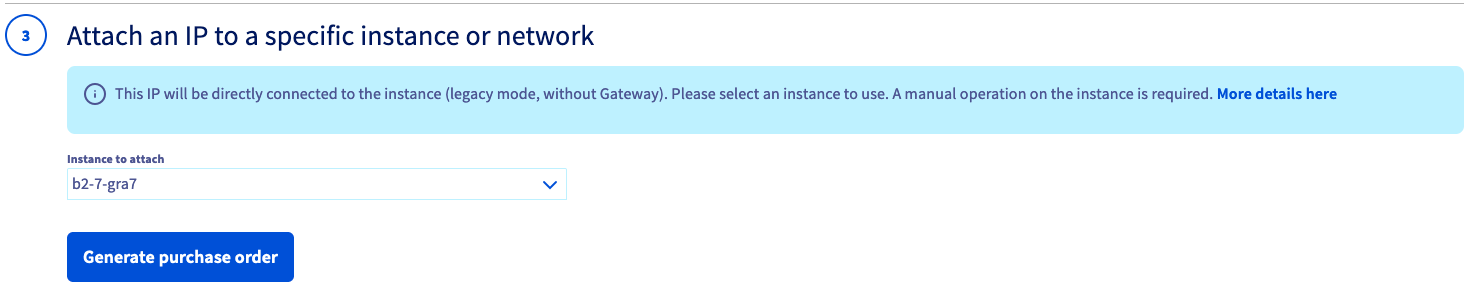 3
Attach an IP to a specific instance or network
This IP will be directly connected to the instance (legacy mode, without Gateway). Please select an instance to use. A manual operation on the instance is required. More details here
Instance to attach
b2-7-gra7
Generate purchase order